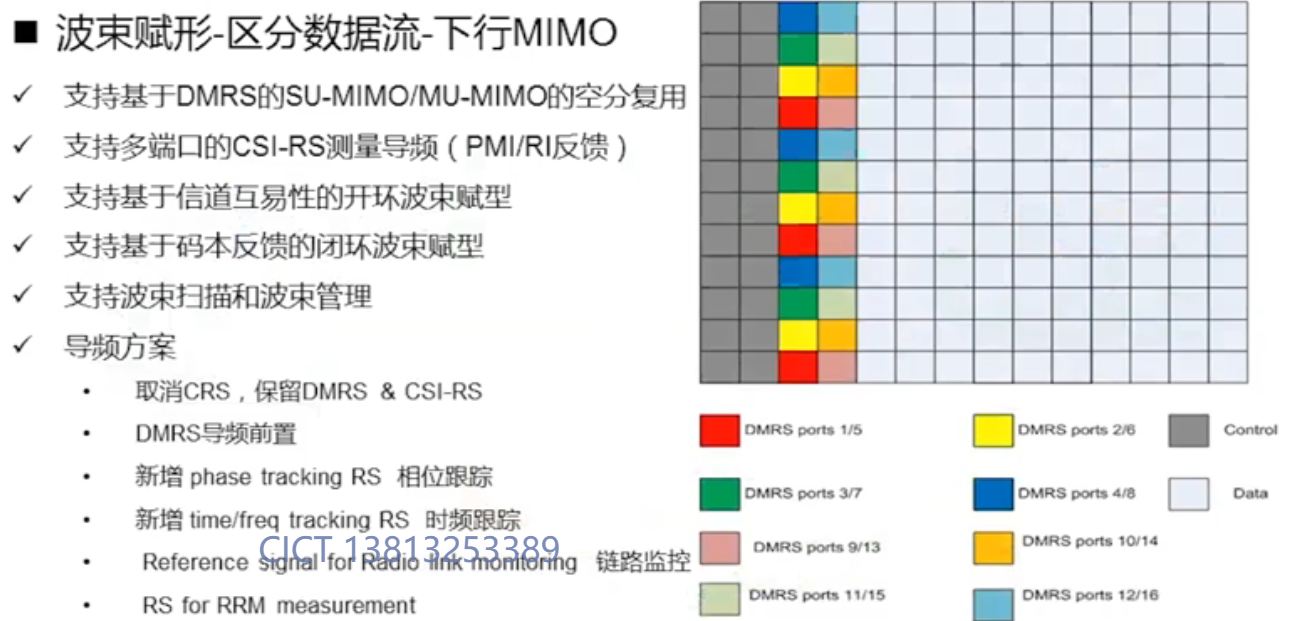 ■ 波束赋形-区分数据流-下行MIMO
✓ 支持基于DMRS的SU-MIMO/MU-MIMO的空分复用
✓ 支持多端口的CSI-RS测量导频（PMI/RI反馈）
✓ 支持基于信道互易性的开环波束赋型
✓ 支持基于码本反馈的闭环波束赋型
✓ 支持波束扫描和波束管理
✓ 导频方案
• 取消CRS，保留DMRS & CSI-RS
• DMRS导频前置
• 新增 phase tracking RS 相位跟踪
• 新增 time/freq tracking RS 时频跟踪
CICT 13813253389
• Reference signal for Radio link monitoring 链路监控
• RS for RRM measurement
DMRS ports 1/5
DMRS ports 2/6
Control
DMRS ports 3/7
DMRS ports 4/8
Data
DMRS ports 9/13
DMRS ports 10/14
DMRS ports 11/15
DMRS ports 12/16